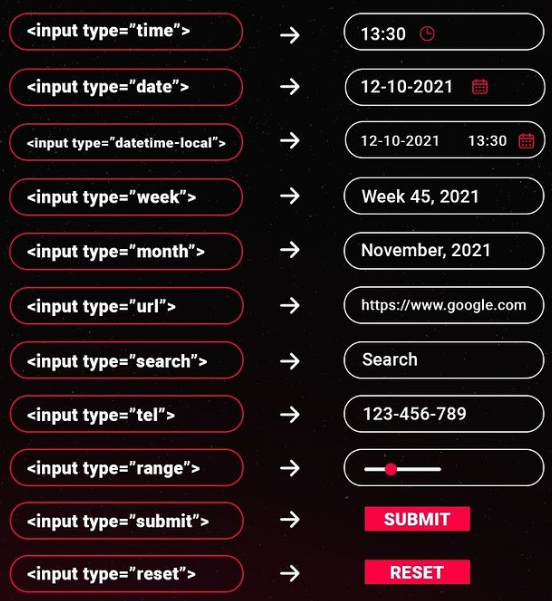 <input type="time"> → 13:30
<input type="date"> → 12-10-2021
<input type="datetime-local"> → 12-10-2021 13:30
<input type="week"> → Week 45, 2021
<input type="month"> → November, 2021
<input type="url"> → https://www.google.com
<input type="search"> → Search
<input type="tel"> → 123-456-789
<input type="range"> →
<input type="submit"> → SUBMIT
<input type="reset"> → RESET